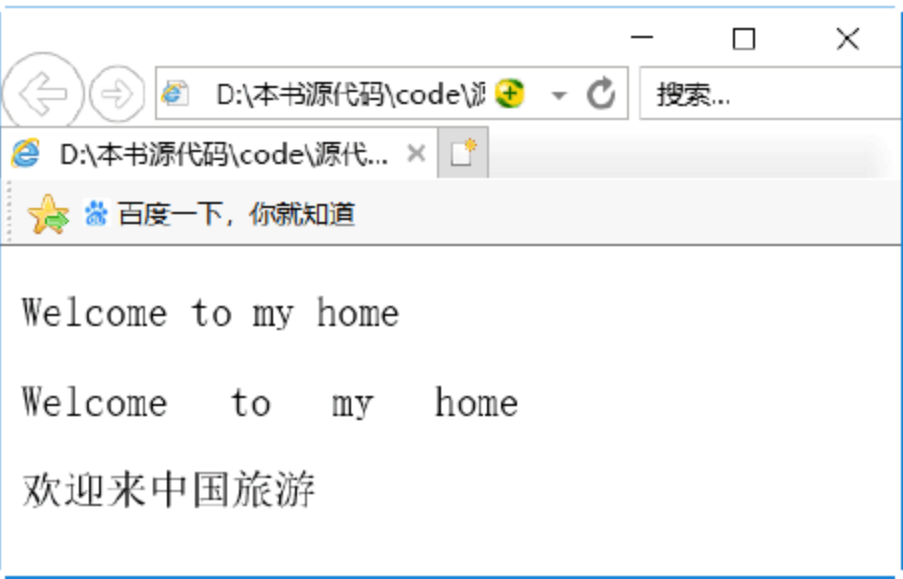 D:\本书源代码\code\源 搜索...
D:\本书源代码\code\源代...
百度一下，你就知道
Welcome to my home
Welcome to my home
欢迎来中国旅游